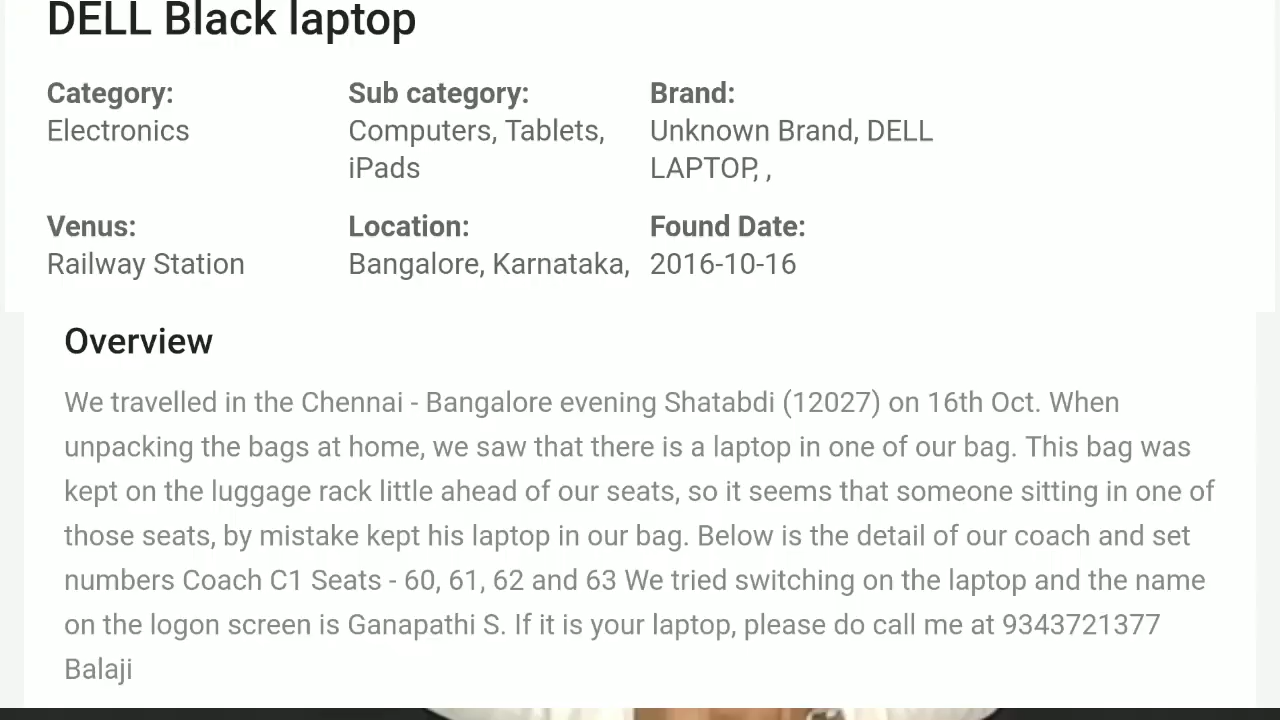 DELL Black laptop
Category:
Electronics
Sub category:
Computers, Tablets,
iPads
Brand:
Unknown Brand, DELL
LAPTOP, ,
Venus:
Railway Station
Location:
Bangalore, Karnataka,
Found Date:
2016-10-16
Overview
We travelled in the Chennai - Bangalore evening Shatabdi (12027) on 16th Oct. When
unpacking the bags at home, we saw that there is a laptop in one of our bag. This bag was
kept on the luggage rack little ahead of our seats, so it seems that someone sitting in one of
those seats, by mistake kept his laptop in our bag. Below is the detail of our coach and set
numbers Coach C1 Seats - 60, 61, 62 and 63 We tried switching on the laptop and the name
on the logon screen is Ganapathi S. If it is your laptop, please do call me at 9343721377
Balaji